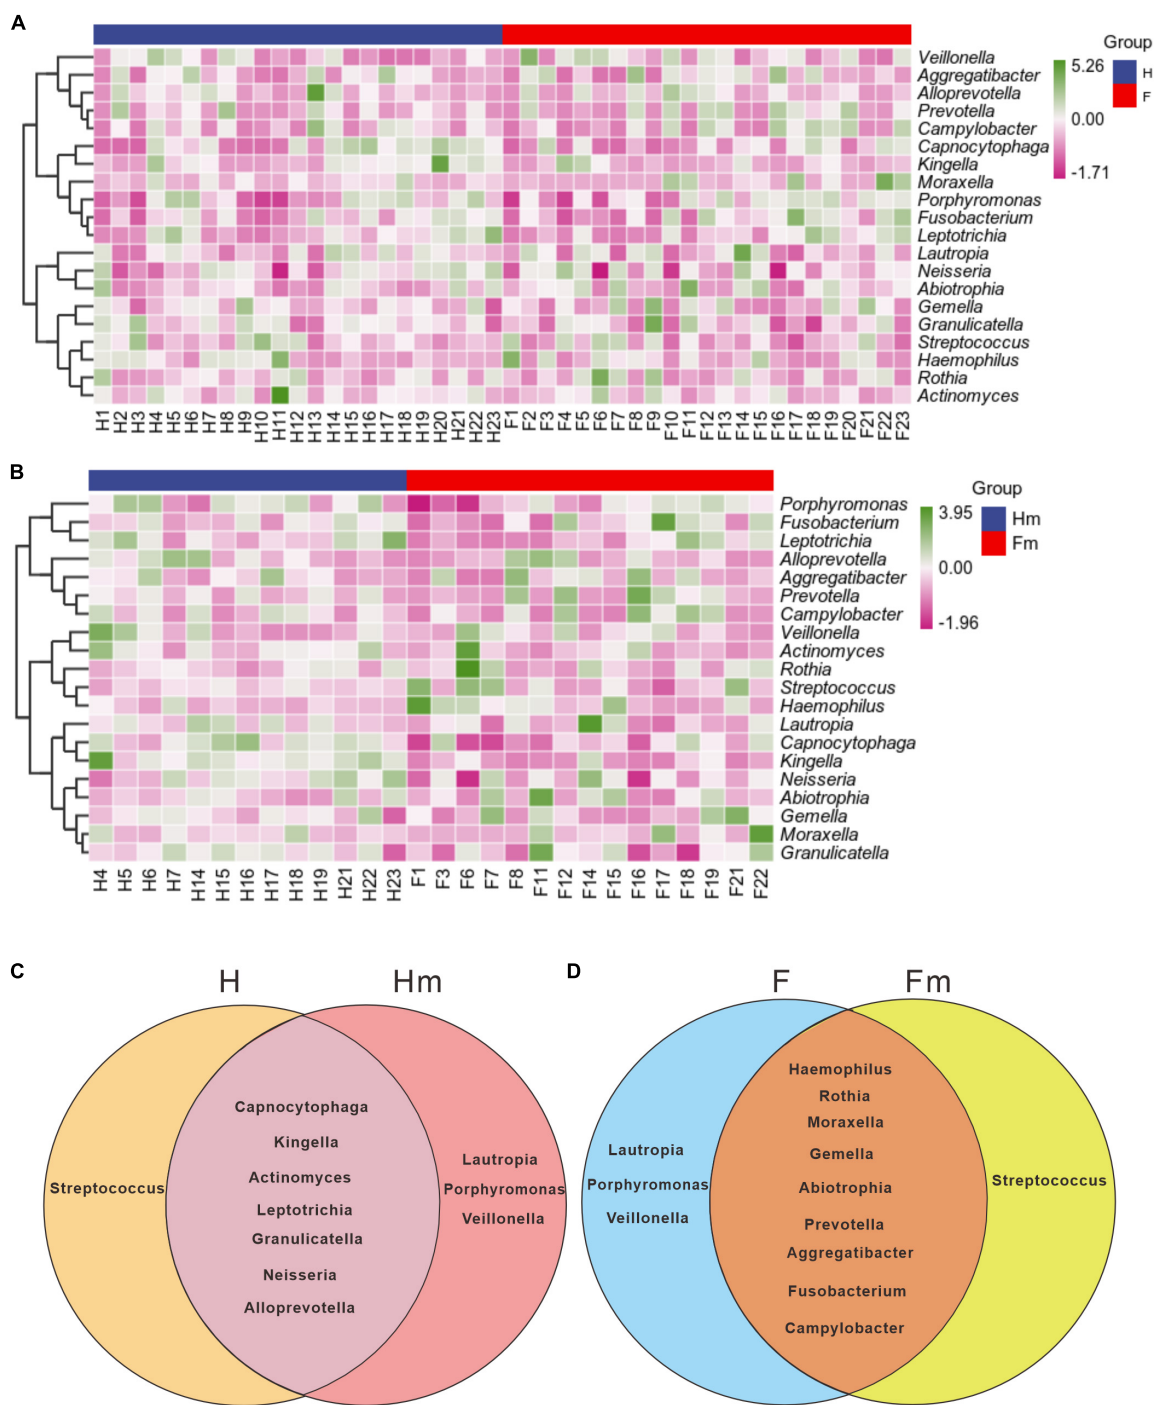 A
Group
5.26
0.00
-1.71
H
F
Veillonella
Aggregatibacter
Alloprevotella
Prevotella
Campylobacter
Capnocytophaga
Kingella
Moraxella
Porphyromonas
Fusobacterium
Leptotrichia
Lautropia
Neisseria
Abiotrophia
Gemella
Granulicatella
Streptococcus
Haemophilus
Rothia
Actinomyces
H1 H2 H3 H4 H5 H6 H7 H8 H9 H10 H11 H12 H13 H14 H15 H16 H17 H18 H19 H20 H21 H22 H23 F1 F2 F3 F4 F5 F6 F7 F8 F9 F10 F11 F12 F13 F14 F15 F16 F17 F18 F19 F20 F21 F22 F23
B
Group
3.95
0.00
-1.96
Hm
Fm
Porphyromonas
Fusobacterium
Leptotrichia
Alloprevotella
Aggregatibacter
Prevotella
Campylobacter
Veillonella
Actinomyces
Rothia
Streptococcus
Haemophilus
Lautropia
Capnocytophaga
Kingella
Neisseria
Abiotrophia
Gemella
Moraxella
Granulicatella
H4 H5 H6 H7 H14 H15 H16 H17 H18 H19 H21 H22 H23 F1 F3 F6 F7 F8 F11 F12 F14 F15 F16 F17 F18 F19 F21 F22
C
H
Hm
Streptococcus
Capnocytophaga
Kingella
Actinomyces
Leptotrichia
Granulicatella
Neisseria
Alloprevotella
Lautropia
Porphyromonas
Veillonella
D
F
Fm
Lautropia
Porphyromonas
Veillonella
Haemophilus
Rothia
Moraxella
Gemella
Abiotrophia
Prevotella
Aggregatibacter
Fusobacterium
Campylobacter
Streptococcus